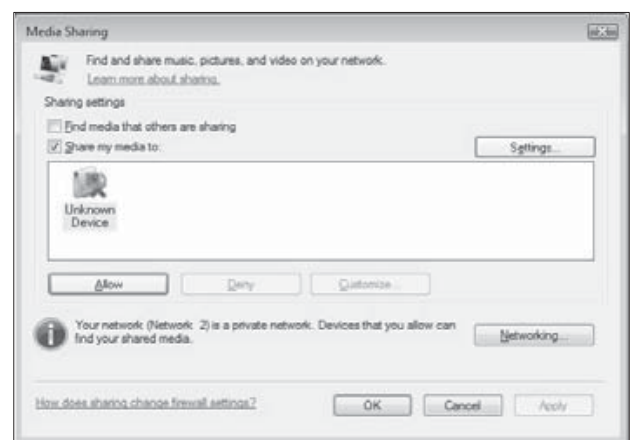 Media Sharing
Find and share music, pictures, and video on your network.
Learn more about sharing.
Sharing settings
Find media that others are sharing
Share my media to:
Settings...
Unknown
Device
Allow
Deny
Customize...
Your network (Network 2) is a private network. Devices that you allow can
find your shared media.
Networking...
How does sharing change firewall settings?
OK
Cancel
Apply